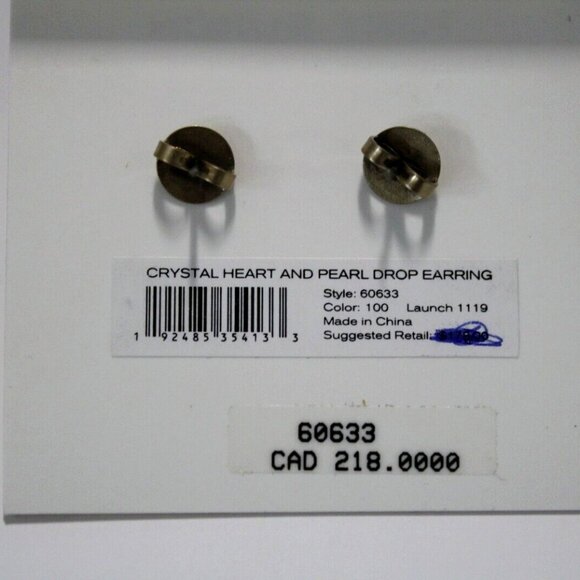 CRYSTAL HEART AND PEARL DROP EARRING
Style: 60633
Color: 100 Launch 1119
Made in China
Suggested Retail:
1 92485 35413 3
60633
CAD 218.0000